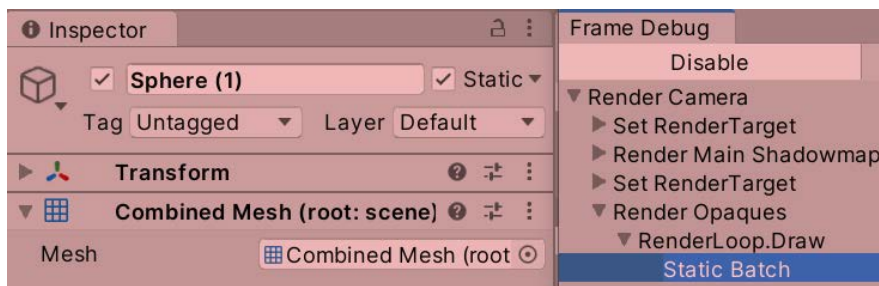 Inspector
Sphere (1)
Static
Tag Untagged Layer Default
Transform
Combined Mesh (root: scene)
Mesh Combined Mesh (root
Frame Debug
Disable
Render Camera
Set RenderTarget
Render Main Shadowmap
Set RenderTarget
Render Opaques
RenderLoop.Draw
Static Batch